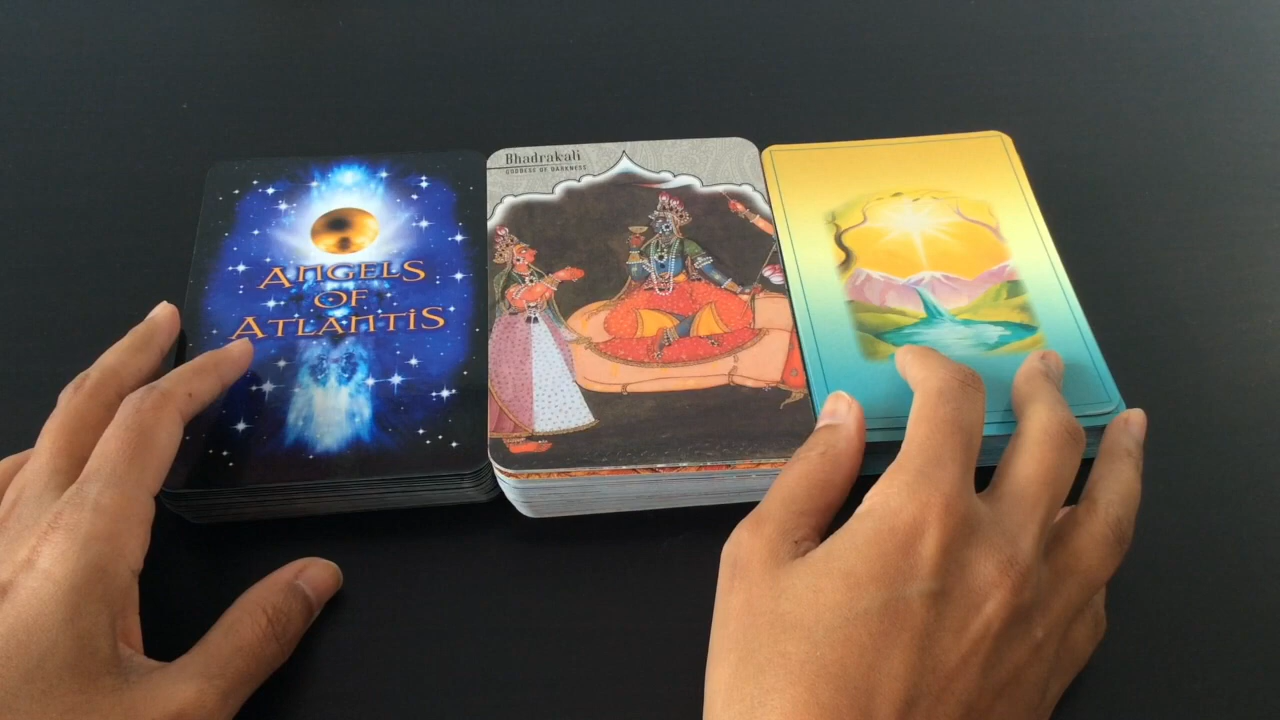 ANGELS
OF
ATLANTIS
Bhadrakali
GODDESS OF DARKNESS